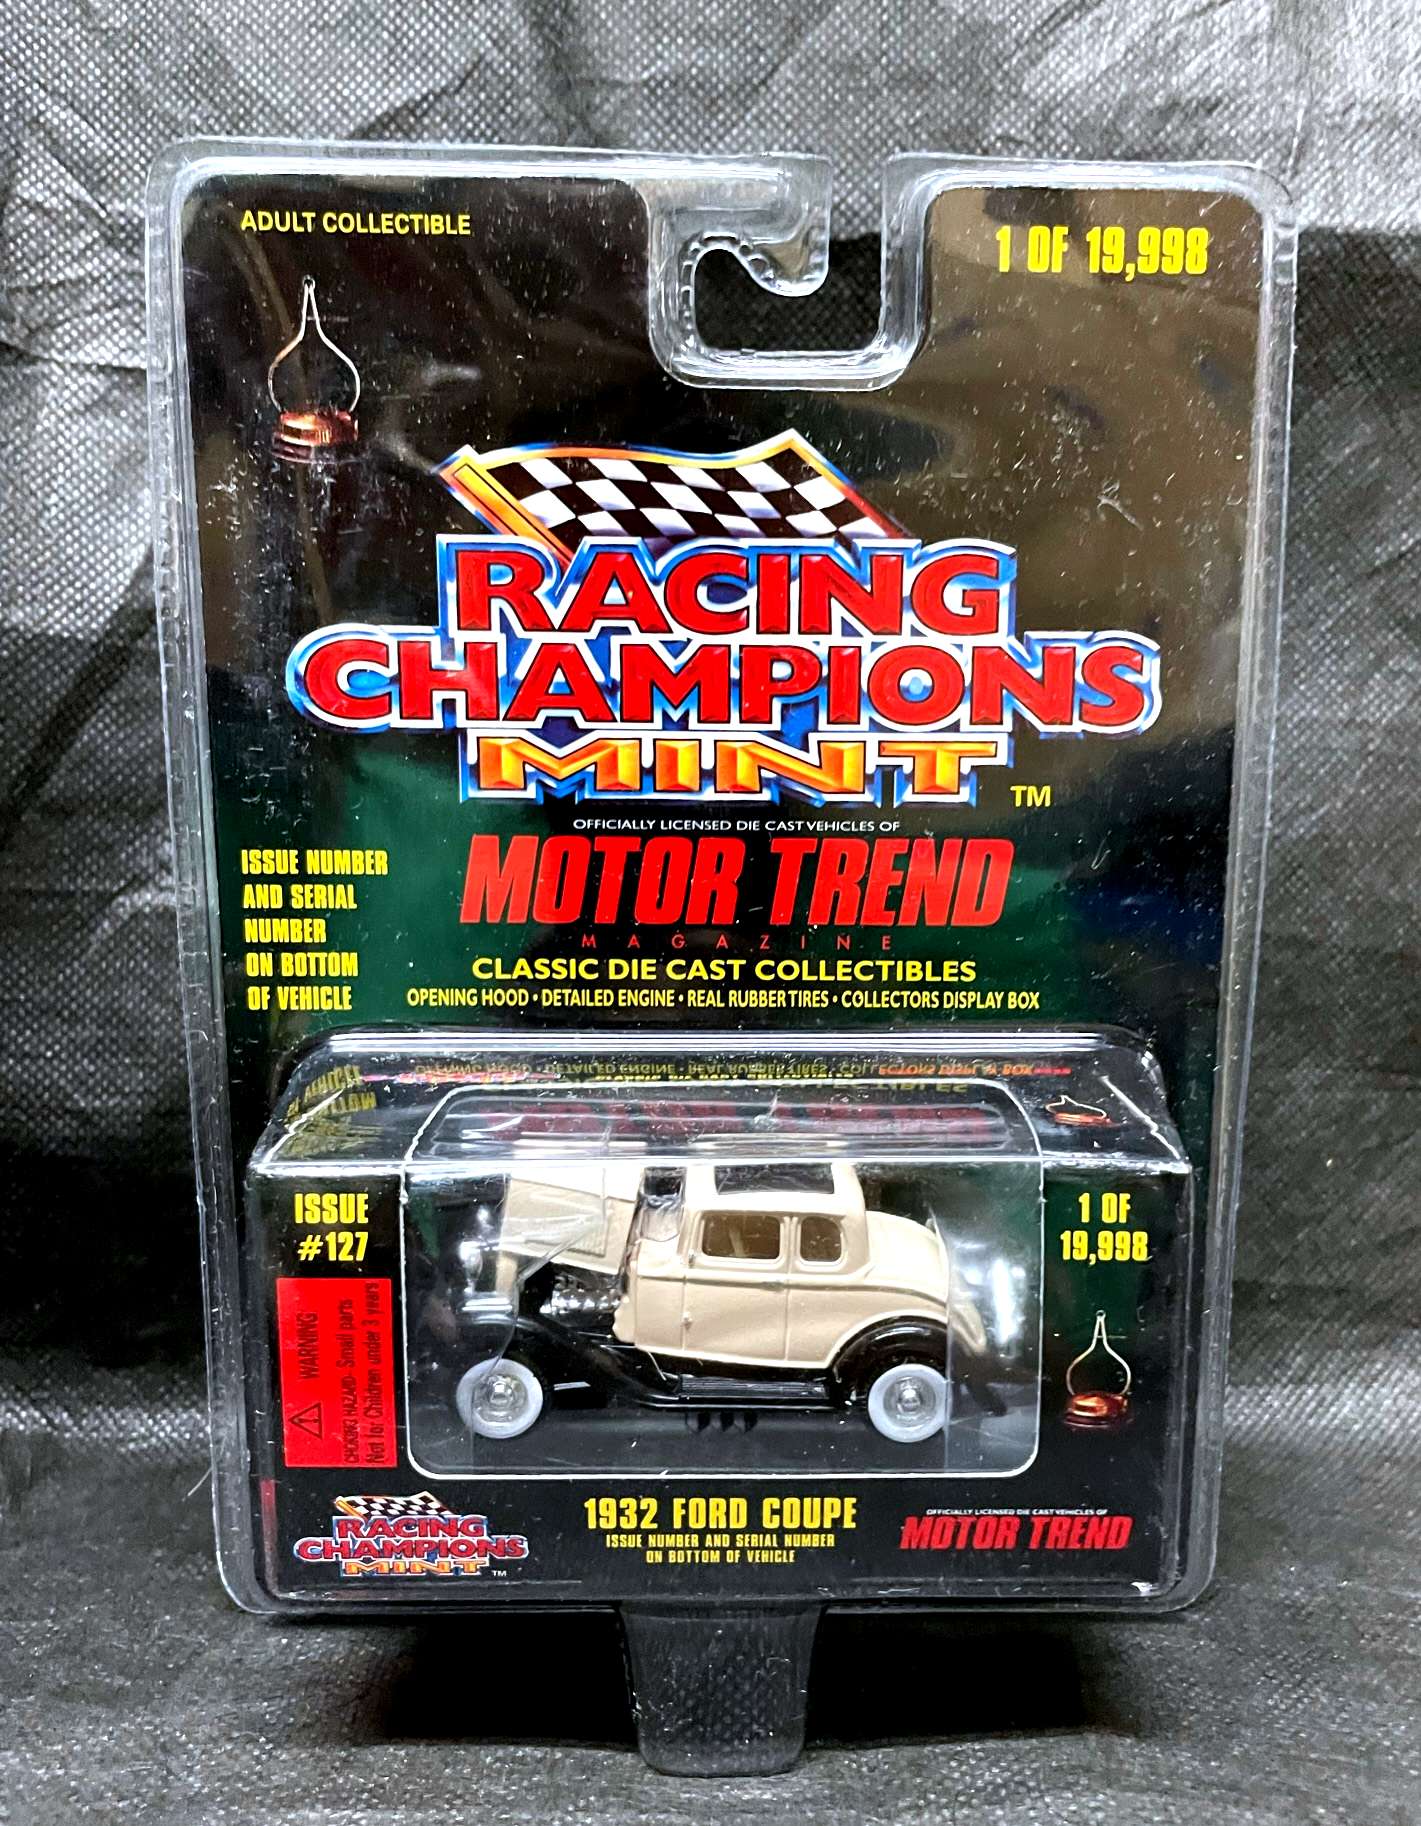 ADULT COLLECTIBLE
1 OF 19,998
RACING
CHAMPIONS
MINT TM
OFFICIALLY LICENSED DIE CAST VEHICLES OF
MOTOR TREND
MAGAZINE
ISSUE NUMBER
AND SERIAL
NUMBER
ON BOTTOM
OF VEHICLE
CLASSIC DIE CAST COLLECTIBLES
OPENING HOOD • DETAILED ENGINE • REAL RUBBER TIRES • COLLECTORS DISPLAY BOX
ISSUE
#127
1 OF
19,998
WARNING
CHOKING HAZARD- Small parts
Not for Children under 3 years
RACING
CHAMPIONS
MINT TM
1932 FORD COUPE
ISSUE NUMBER AND SERIAL NUMBER
ON BOTTOM OF VEHICLE
OFFICIALLY LICENSED DIE CAST VEHICLES OF
MOTOR TREND